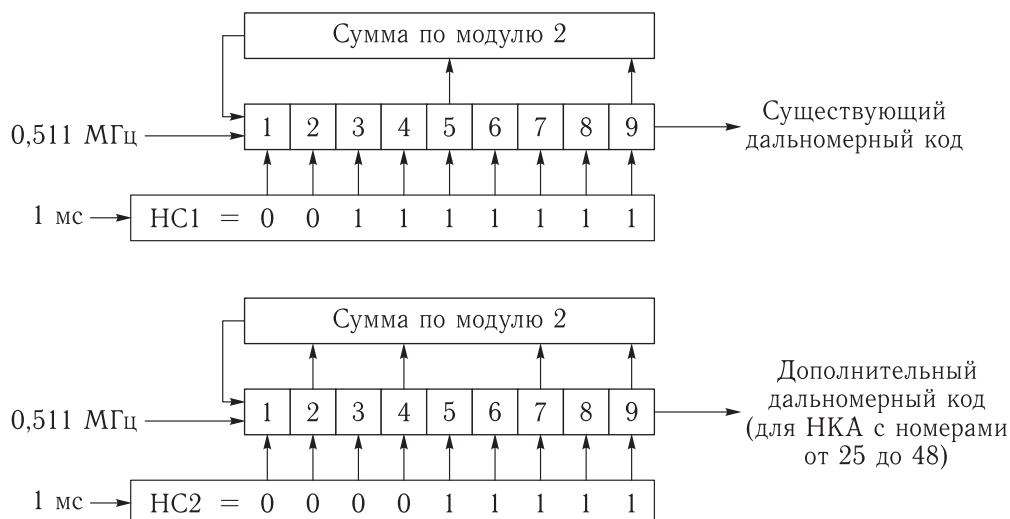 Сумма по модулю 2
0,511 МГц
1 2 3 4 5 6 7 8 9
Существующий
дальномерный код
1 мс
НС1 = 0 0 1 1 1 1 1 1 1
Сумма по модулю 2
0,511 МГц
1 2 3 4 5 6 7 8 9
Дополнительный
дальномерный код
(для НКА с номерами
от 25 до 48)
1 мс
НС2 = 0 0 0 0 1 1 1 1 1